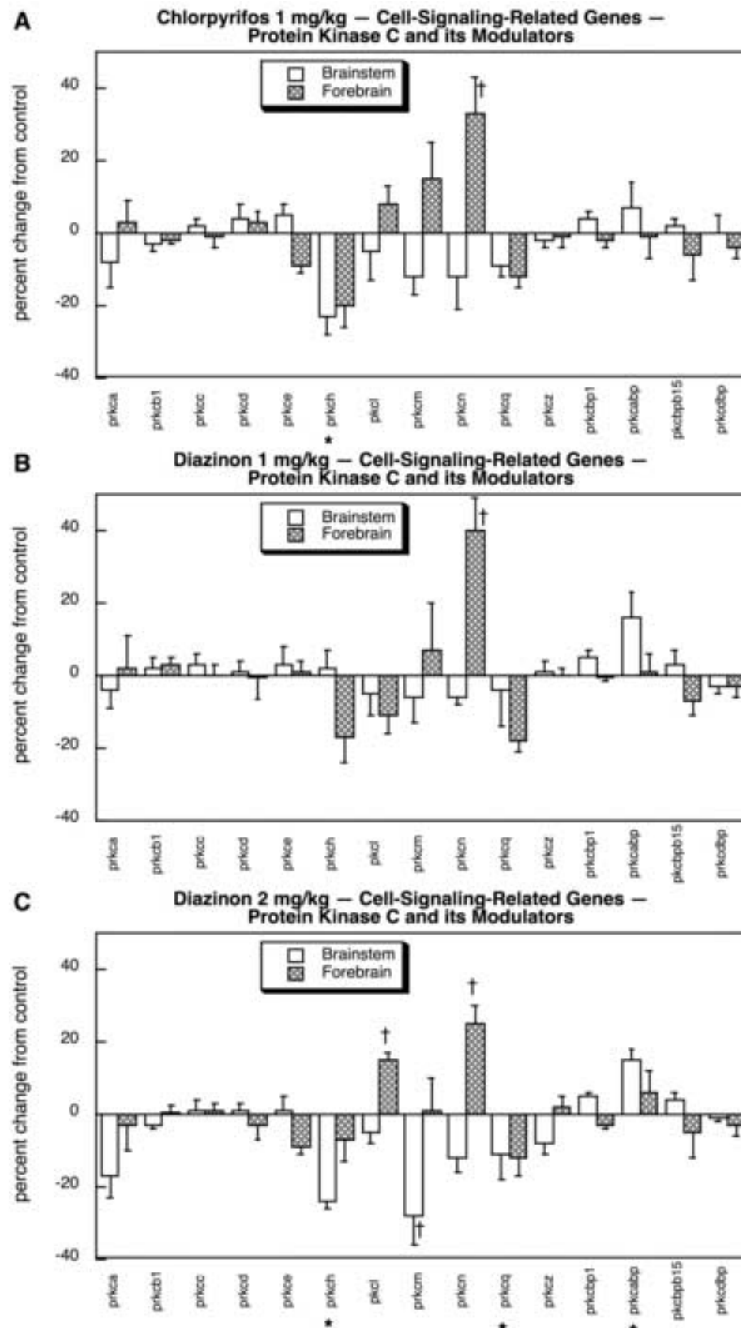 A
Chlorpyrifos 1 mg/kg — Cell-Signaling-Related Genes —
Protein Kinase C and its Modulators
percent change from control
40
20
0
-20
-40
Brainstem
Forebrain
†
prkca
prkcb1
prkcc
prkcd
prkce
prkch
pkcl
prkcm
prkcn
prkcq
prkcz
prkcbp1
prkcabp
pkcbpb15
prkcdbp
*
B
Diazinon 1 mg/kg — Cell-Signaling-Related Genes —
Protein Kinase C and its Modulators
percent change from control
40
20
0
-20
-40
Brainstem
Forebrain
†
prkca
prkcb1
prkcc
prkcd
prkce
prkch
pkcl
prkcm
prkcn
prkcq
prkcz
prkcbp1
prkcabp
pkcbpb15
prkcdbp
C
Diazinon 2 mg/kg — Cell-Signaling-Related Genes —
Protein Kinase C and its Modulators
percent change from control
40
20
0
-20
-40
Brainstem
Forebrain
†
†
†
prkca
prkcb1
prkcc
prkcd
prkce
prkch
pkcl
prkcm
prkcn
prkcq
prkcz
prkcbp1
prkcabp
pkcbpb15
prkcdbp
* * *